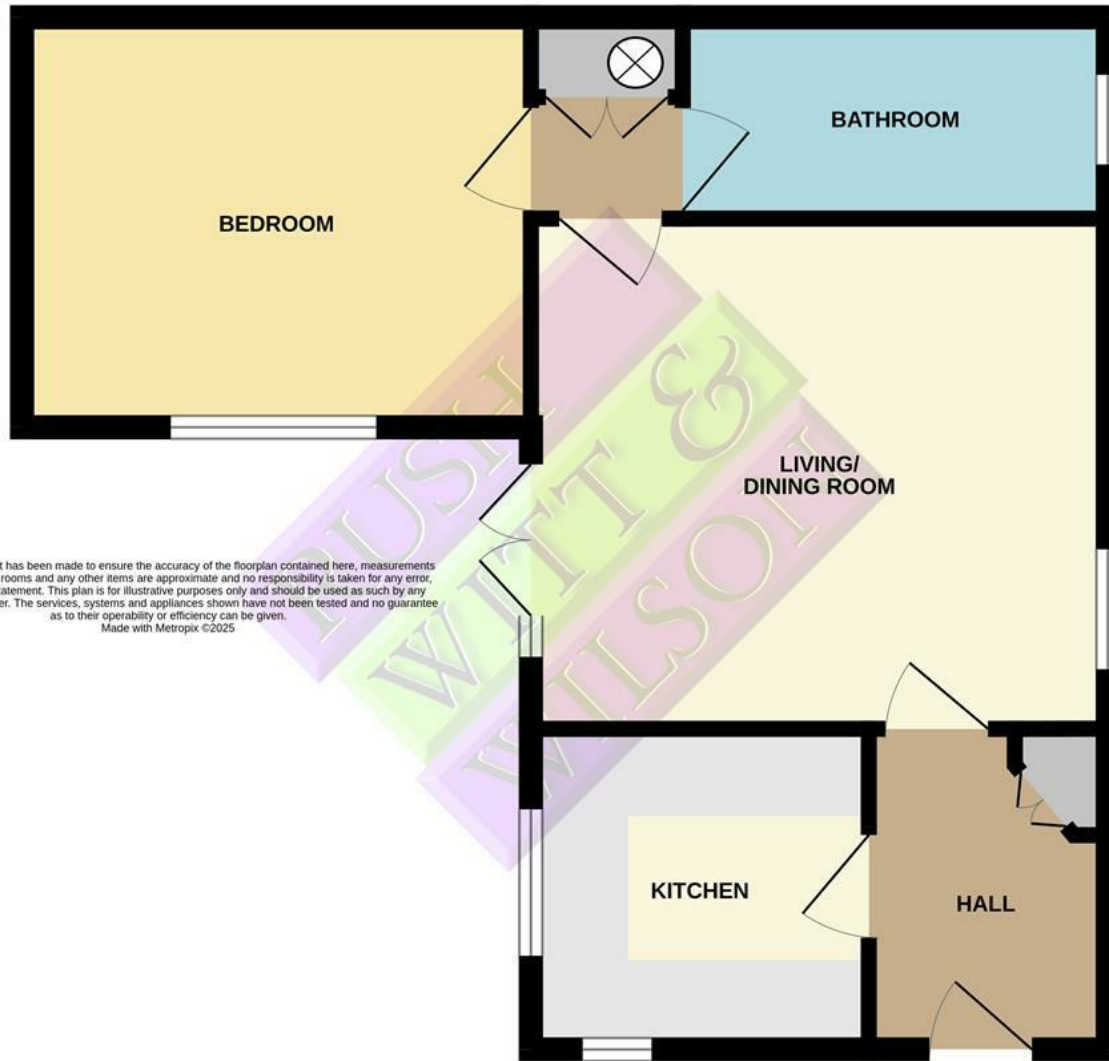 BATHROOM
BEDROOM
LIVING/
DINING ROOM
t has been made to ensure the accuracy of the floorplan contained here, measurements
rooms and any other items are approximate and no responsibility is taken for any error,
atement. This plan is for illustrative purposes only and should be used as such by any
er. The services, systems and appliances shown have not been tested and no guarantee
as to their operability or efficiency can be given.
Made with Metropix ©2025
RUSH
WITT &
WILSON
KITCHEN
HALL